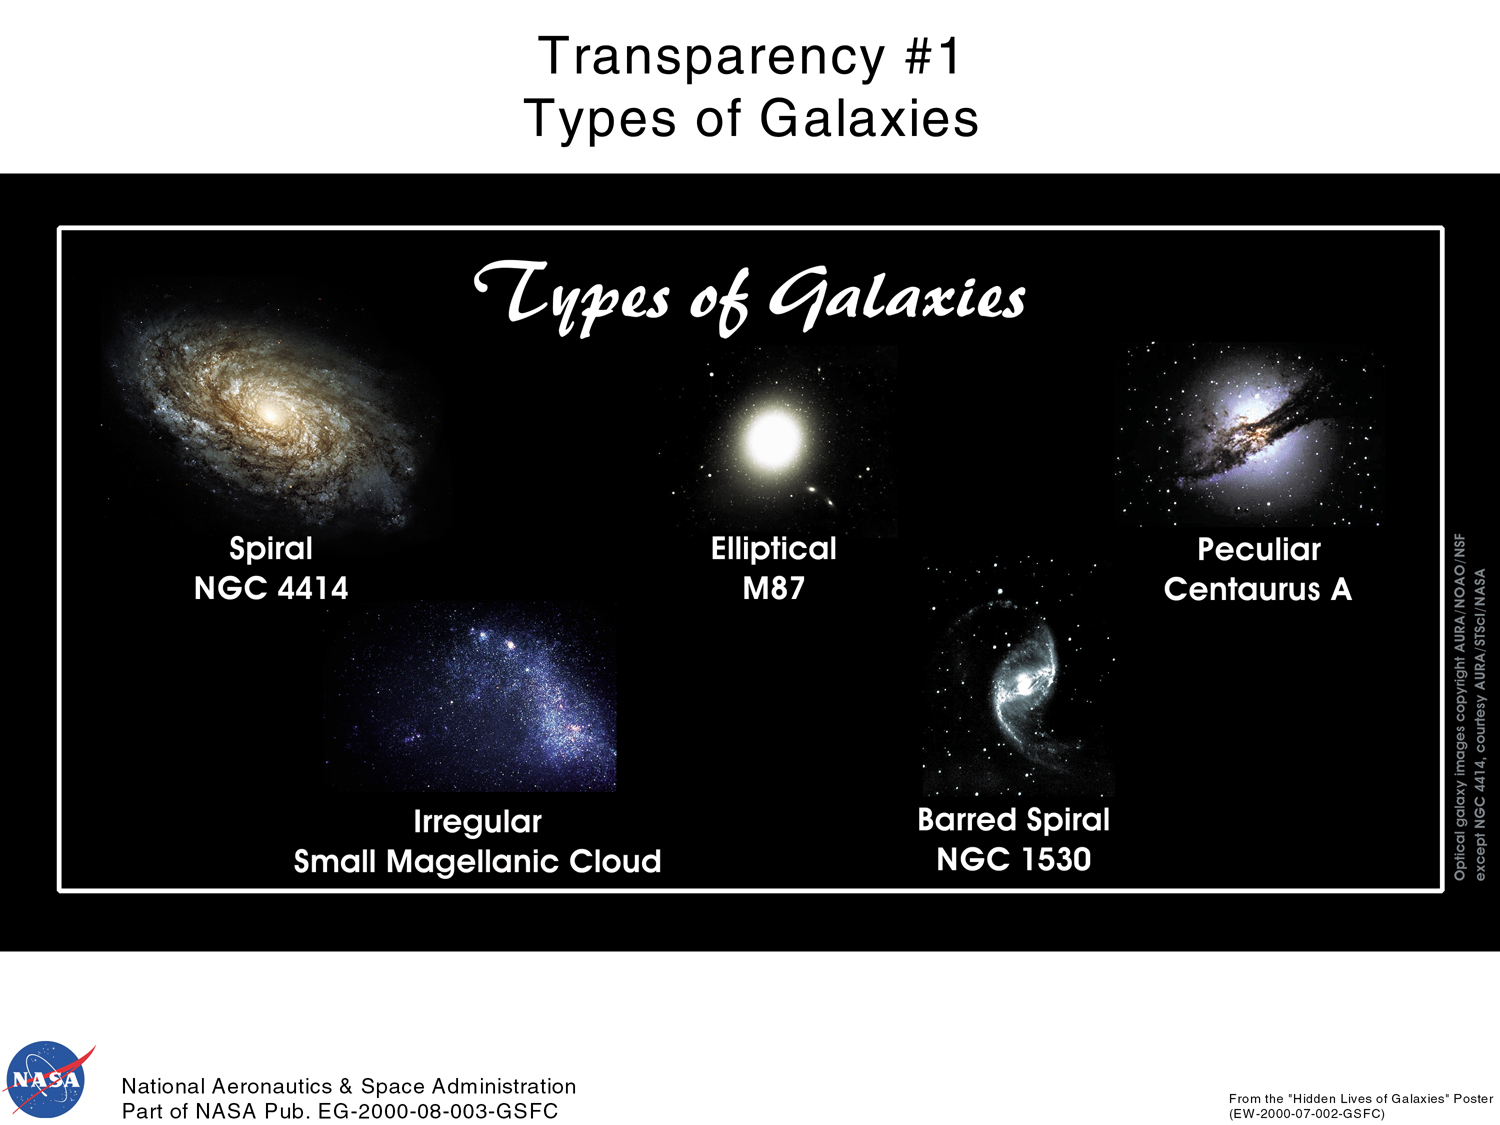 Transparency #1
Types of Galaxies
Types of Galaxies
Spiral
NGC 4414
Elliptical
M87
Peculiar
Centaurus A
Irregular
Small Magellanic Cloud
Barred Spiral
NGC 1530
Optical galaxy images copyright AURA/NOAO/NSF
except NGC 4414, courtesy AURA/STScI/NASA
NASA
National Aeronautics & Space Administration
Part of NASA Pub. EG-2000-08-003-GSFC
From the "Hidden Lives of Galaxies" Poster
(EW-2000-07-002-GSFC)